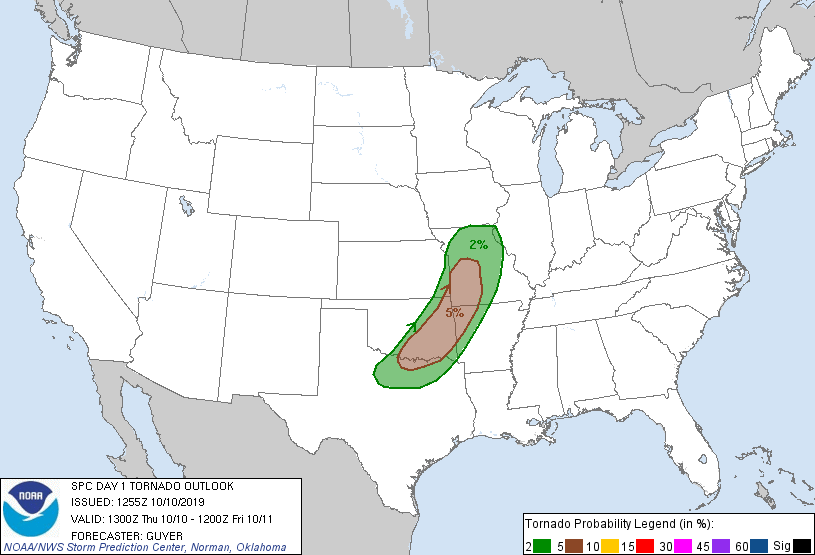 2%
5%
NOAA
SPC DAY 1 TORNADO OUTLOOK
ISSUED: 1255Z 10/10/2019
VALID: 1300Z Thu 10/10 - 1200Z Fri 10/11
FORECASTER: GUYER
NOAA/NWS Storm Prediction Center, Norman, Oklahoma
Tornado Probability Legend (in %):
2 5 10 15 30 45 60 Sig